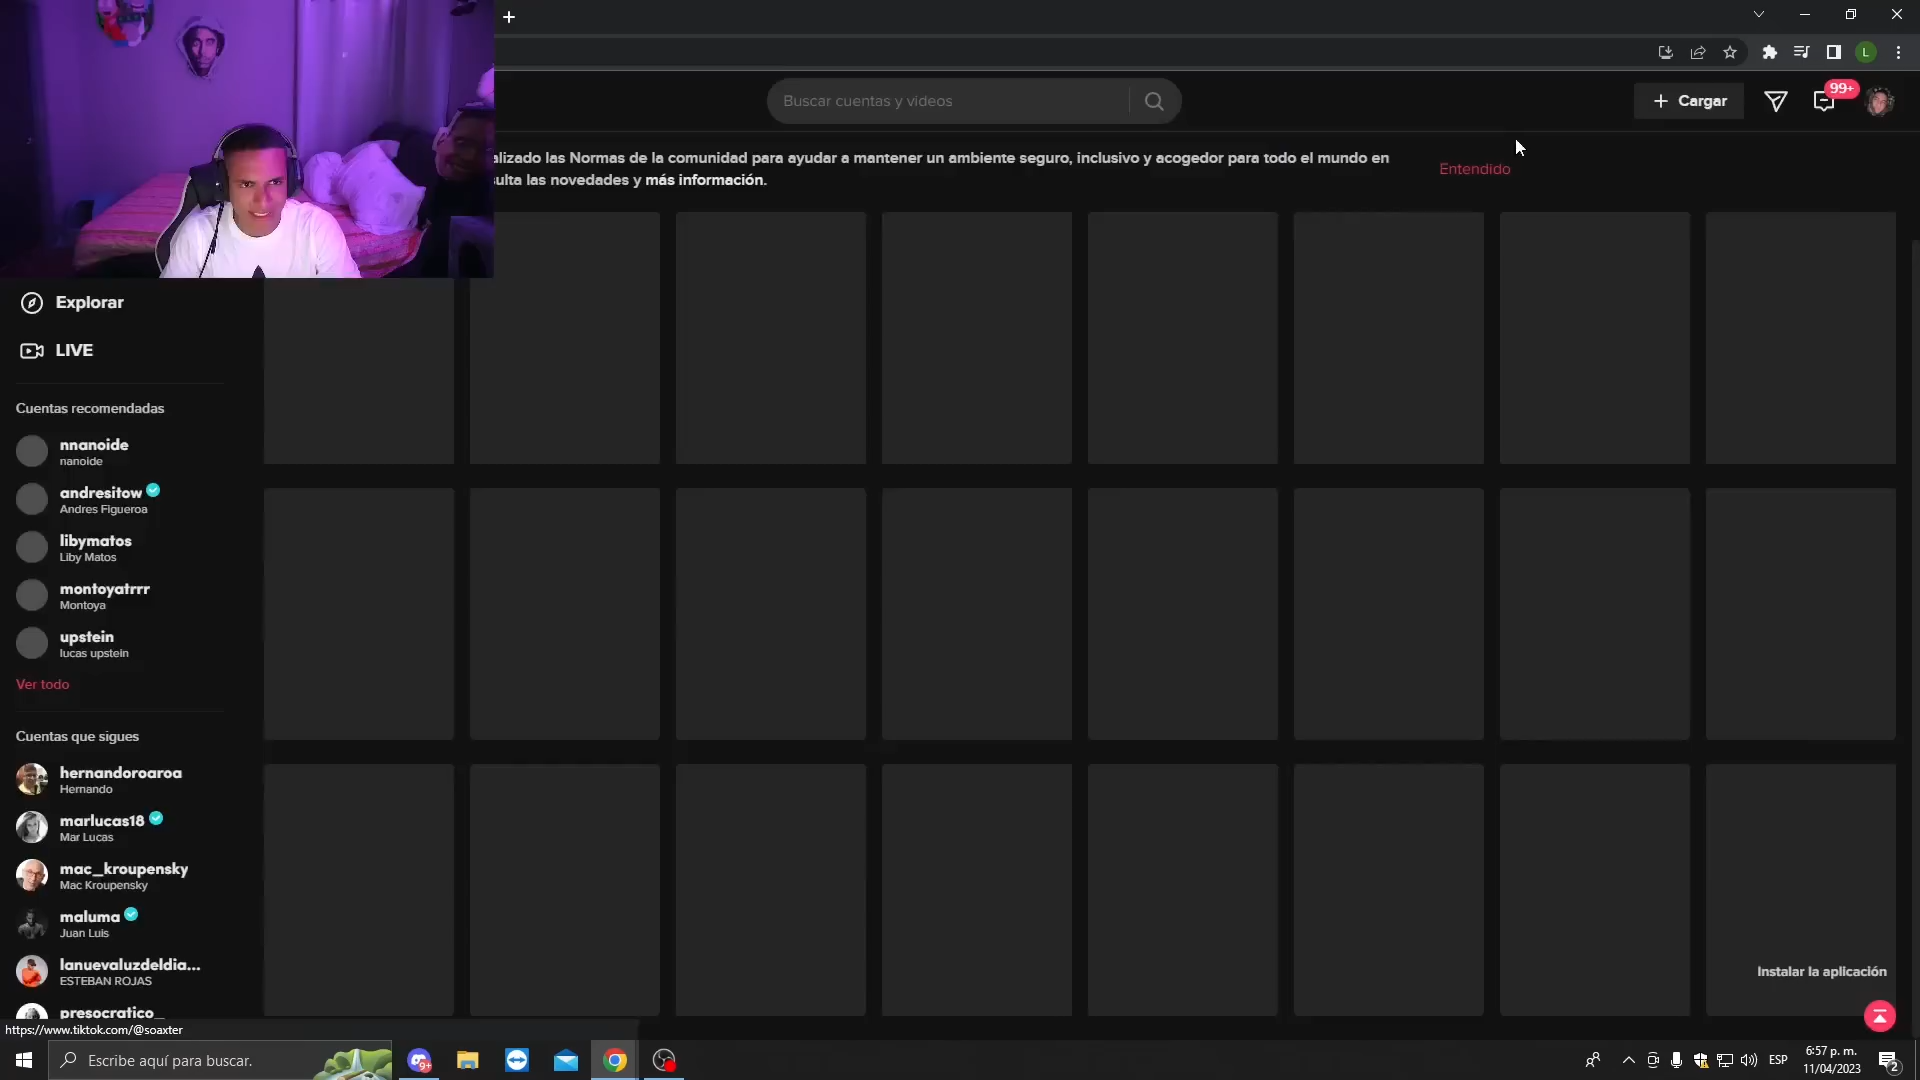 Buscar cuentas y videos
Cargar
99+
L
alizado las Normas de la comunidad para ayudar a mantener un ambiente seguro, inclusivo y acogedor para todo el mundo en
sulta las novedades y más información.
Entendido
Explorar
LIVE
Cuentas recomendadas
nnanoide
nanoide
andresitow
Andres Figueroa
libymatos
Liby Matos
montoyatrrr
Montoya
upstein
lucas upstein
Ver todo
Cuentas que sigues
hernandoroaroa
Hernando
marlucas18
Mar Lucas
mac_kroupensky
Mac Kroupensky
maluma
Juan Luis
lanuevaluzdeldia...
ESTEBAN ROJAS
presocratico_
Instalar la aplicación
https://www.tiktok.com/@soaxter
Escribe aquí para buscar.
9+
ESP
6:57 p. m.
11/04/2023
2